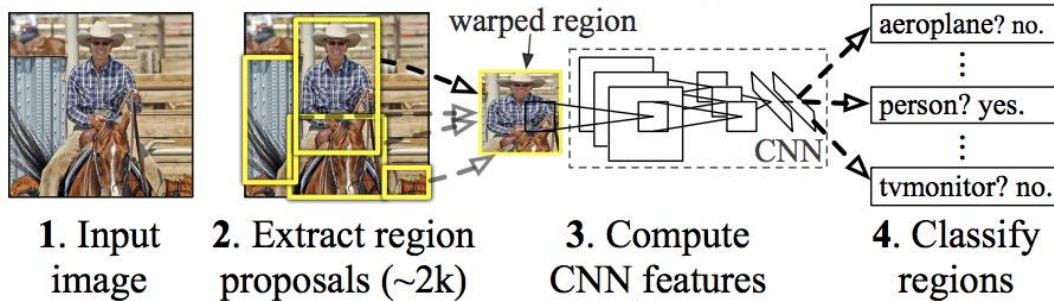 warped region
aeroplane? no.
⋮
person? yes.
⋮
tvmonitor? no.
CNN
1. Input
image
2. Extract region
proposals (~2k)
3. Compute
CNN features
4. Classify
regions